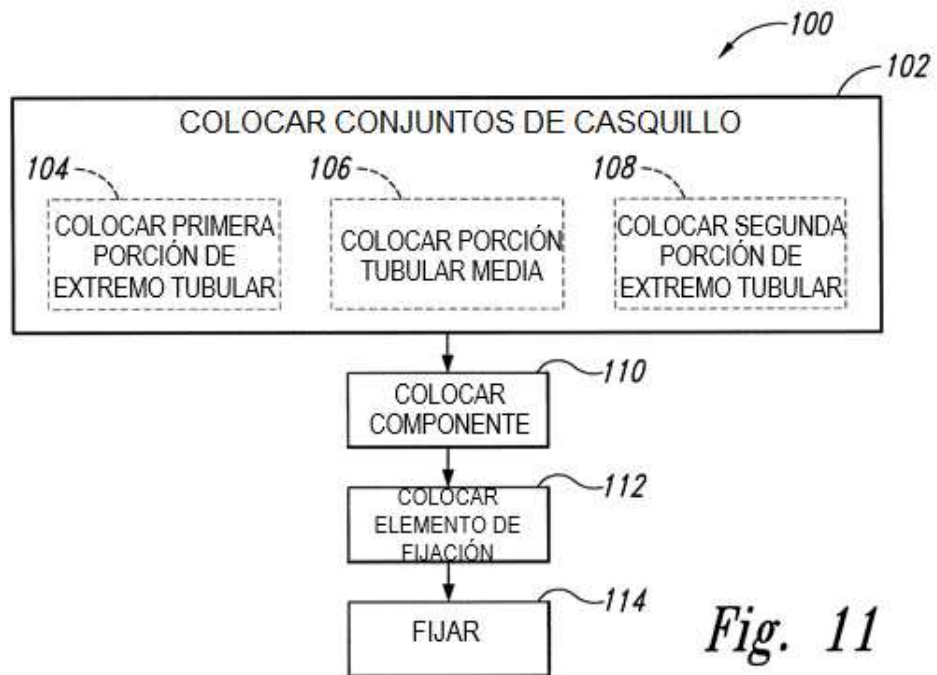 100
102
COLOCAR CONJUNTOS DE CASQUILLO
104
106
108
COLOCAR PRIMERA
PORCIÓN DE
EXTREMO TUBULAR
COLOCAR PORCIÓN
TUBULAR MEDIA
COLOCAR SEGUNDA
PORCIÓN DE
EXTREMO TUBULAR
110
COLOCAR
COMPONENTE
112
COLOCAR
ELEMENTO DE
FIJACIÓN
114
FIJAR
Fig. 11